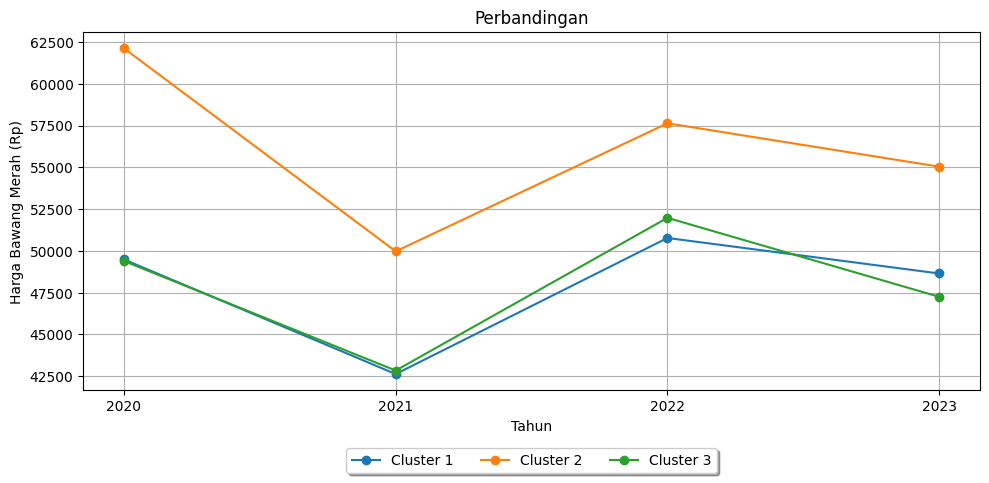 Perbandingan
Harga Bawang Merah (Rp)
62500
60000
57500
55000
52500
50000
47500
45000
42500
2020 2021 2022 2023
Tahun
Cluster 1 Cluster 2 Cluster 3